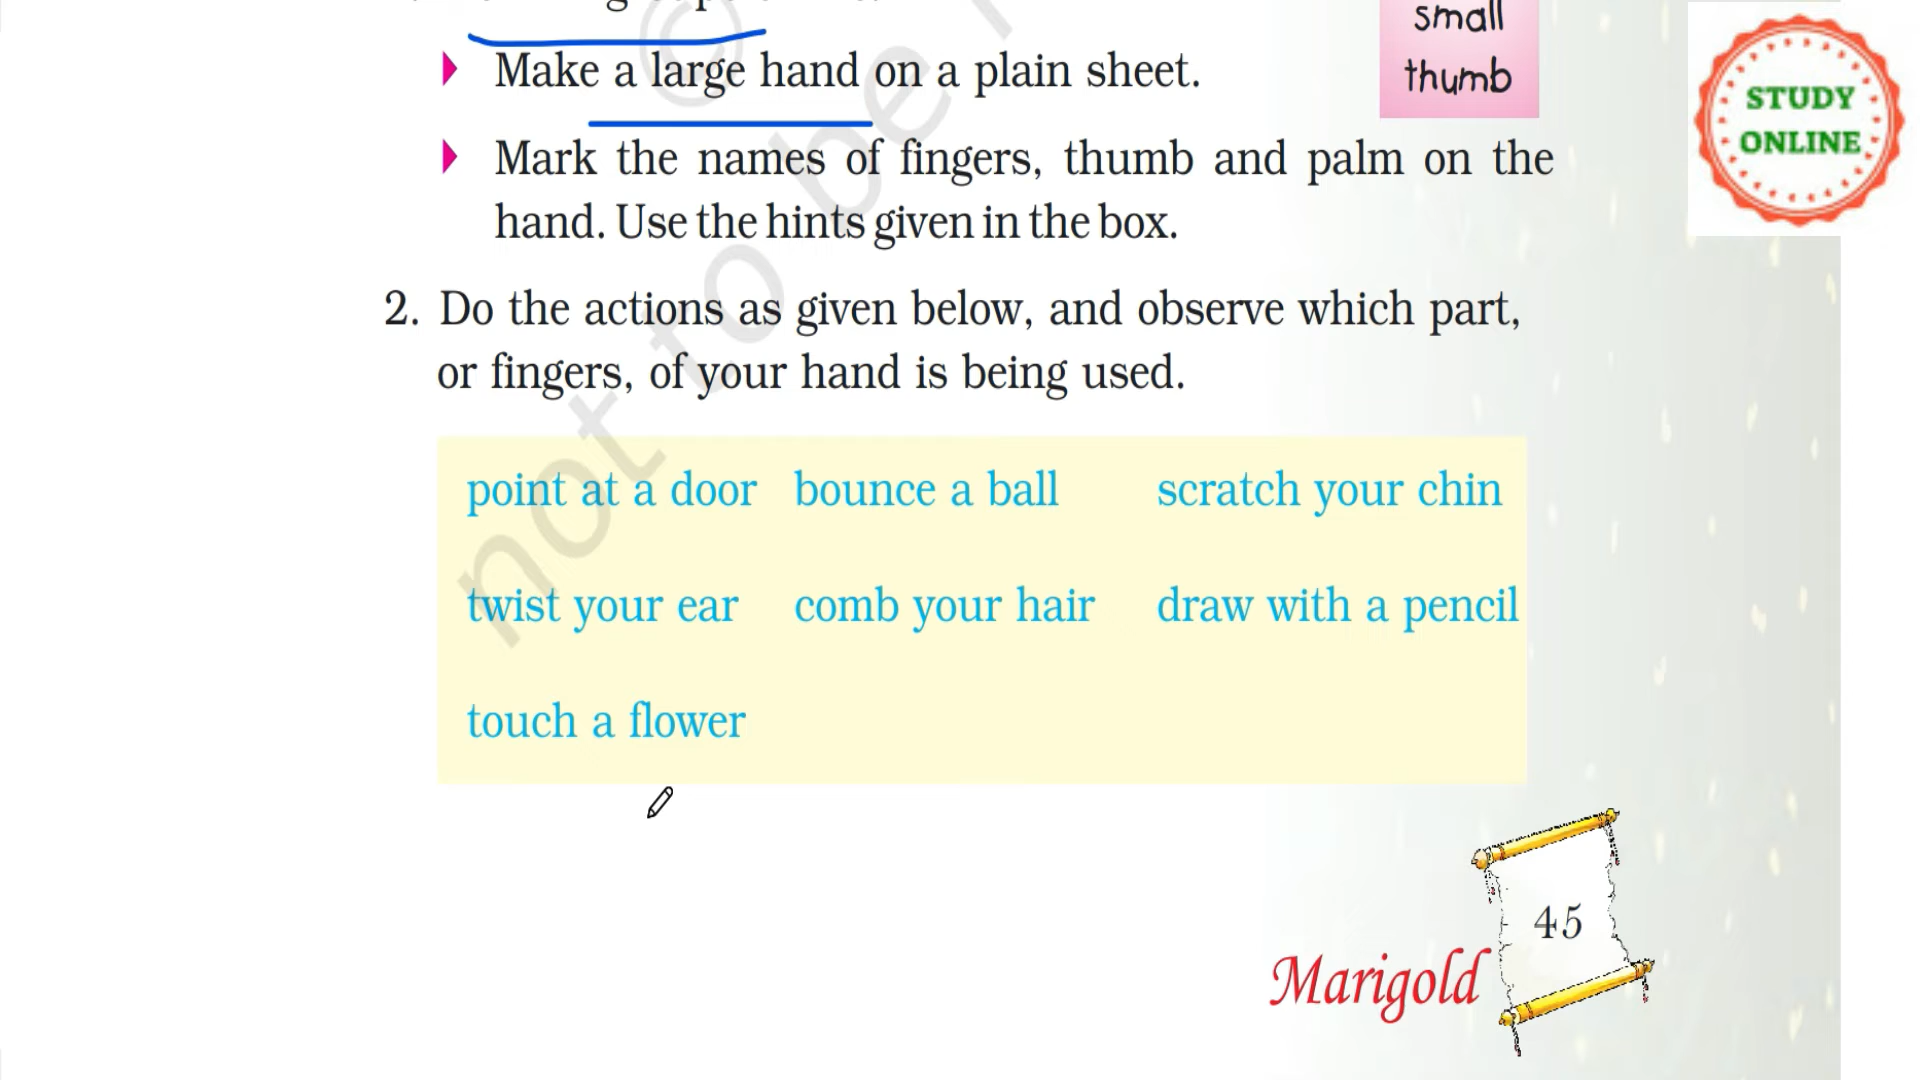 small
thumb
Make a large hand on a plain sheet.
Mark the names of fingers, thumb and palm on the
hand. Use the hints given in the box.
2. Do the actions as given below, and observe which part,
or fingers, of your hand is being used.
point at a door bounce a ball scratch your chin
twist your ear comb your hair draw with a pencil
touch a flower
not to be
©
STUDY
ONLINE
45
Marigold